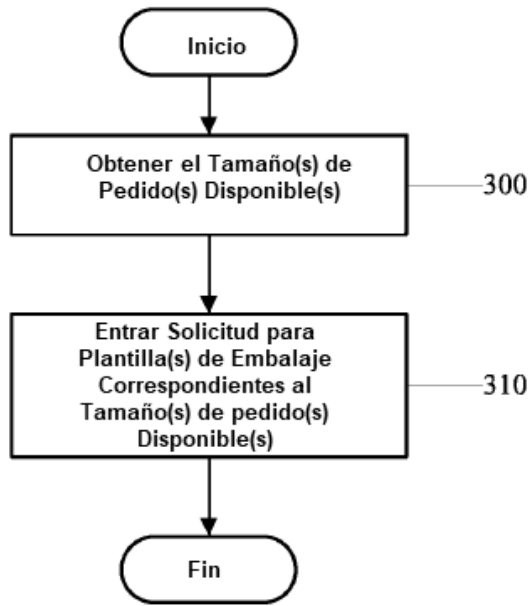 Inicio
Obtener el Tamaño(s) de
Pedido(s) Disponible(s)
300
Entrar Solicitud para
Plantilla(s) de Embalaje
Correspondientes al
Tamaño(s) de pedido(s)
Disponible(s)
310
Fin